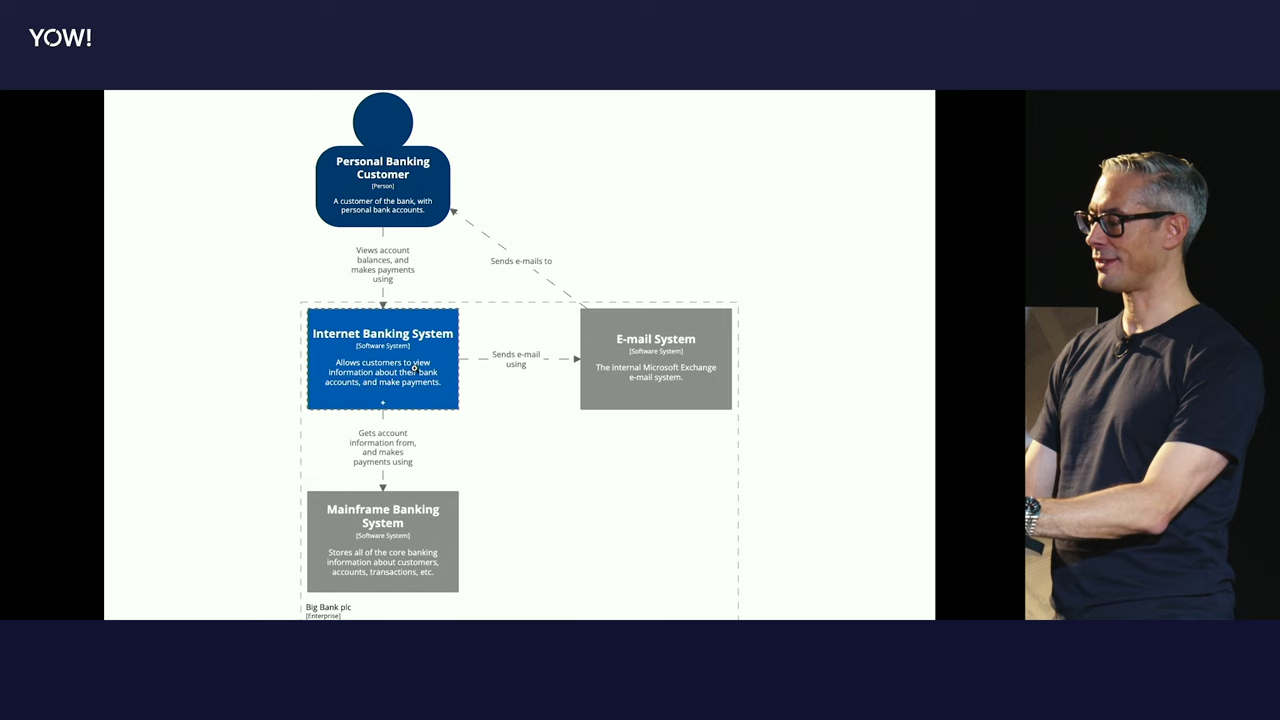 YOW!
Personal Banking
Customer
[Person]
A customer of the bank, with
personal bank accounts.
Views account
balances, and
makes payments
using
Sends e-mails to
Internet Banking System
[Software System]
Allows customers to view
information about their bank
accounts, and make payments.
+
Sends e-mail
using
E-mail System
[Software System]
The internal Microsoft Exchange
e-mail system.
Gets account
information from,
and makes
payments using
Mainframe Banking
System
[Software System]
Stores all of the core banking
information about customers,
accounts, transactions, etc.
Big Bank plc
[Enterprise]